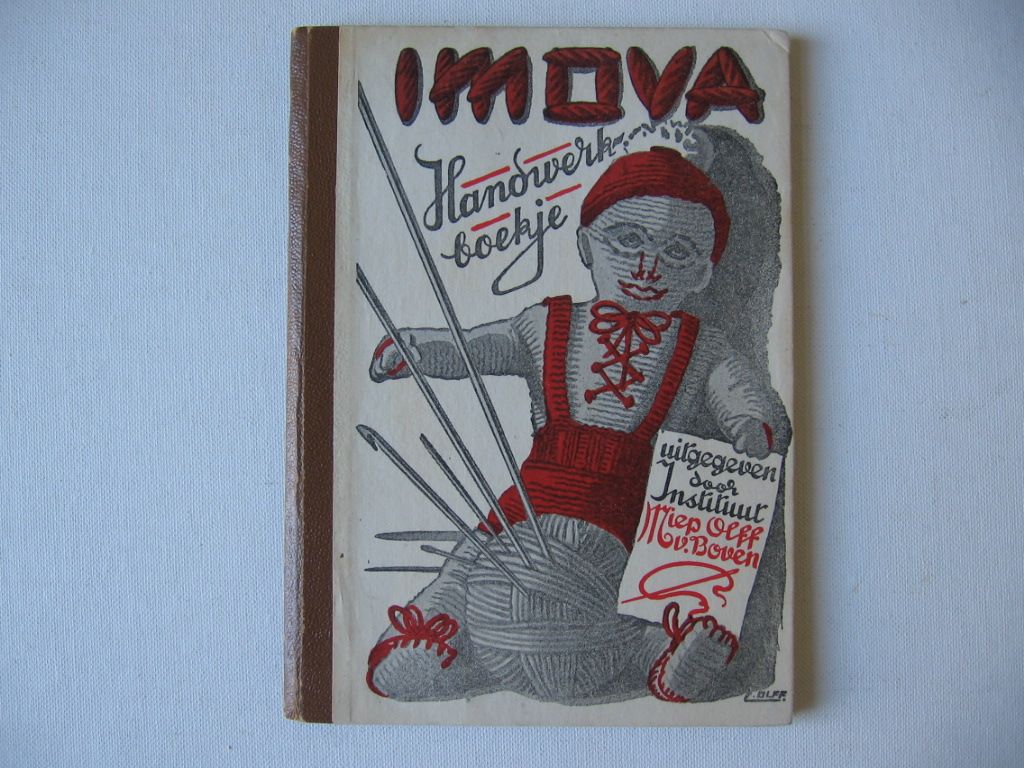 IMOVA
Handwerk
boekje
uitgegeven
door
Instituut
Miep Olff
v. Boven
J. OLFF.